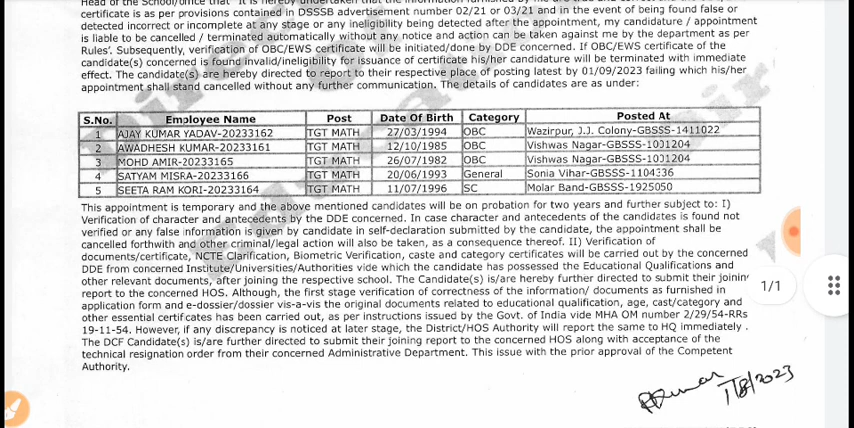 Head of the School/office that "It is hereby undertaken that the information furnished by me
certificate is as per provisions contained in DSSSB advertisement number 02/21 or 03/21 and in the event of being found false or
detected incorrect or incomplete at any stage or any ineligibility being detected after the appointment, my candidature / appointment
is liable to be cancelled / terminated automatically without any notice and action can be taken against me by the department as per
Rules'. Subsequently, verification of OBC/EWS certificate will be initiated/done by DDE concerned. If OBC/EWS certificate of the
candidate(s) concerned is found invalid/ineligibility for issuance of certificate his/her candidature will be terminated with immediate
effect. The candidate(s) are hereby directed to report to their respective place of posting latest by 01/09/2023 failing which his/her
appointment shall stand cancelled without any further communication. The details of candidates are as under:
S.No. Employee Name Post Date Of Birth Category Posted At
1 AJAY KUMAR YADAV-20233162 TGT MATH 27/03/1994 OBC Wazirpur, J.J. Colony-GBSSS-1411022
2 AWADHESH KUMAR-20233161 TGT MATH 12/10/1985 OBC Vishwas Nagar-GBSSS-1001204
3 MOHD AMIR-20233165 TGT MATH 26/07/1982 OBC Vishwas Nagar-GBSSS-1001204
4 SATYAM MISRA-20233166 TGT MATH 20/06/1993 General Sonia Vihar-GBSSS-1104336
5 SEETA RAM KORI-20233164 TGT MATH 11/07/1996 SC Molar Band-GBSSS-1925050
This appointment is temporary and the above mentioned candidates will be on probation for two years and further subject to: I)
Verification of character and antecedents by the DDE concerned. In case character and antecedents of the candidates is found not
verified or any false information is given by candidate in self-declaration submitted by the candidate, the appointment shall be
cancelled forthwith and other criminal/legal action will also be taken, as a consequence thereof. II) Verification of
documents/certificate, NCTE Clarification, Biometric Verification, caste and category certificates will be carried out by the concerned
DDE from concerned Institute/Universities/Authorities vide which the candidate has possessed the Educational Qualifications and
other relevant documents, after joining the respective school. The Candidate(s) is/are hereby further directed to submit their joining
report to the concerned HOS. Although, the first stage verification of correctness of the information/ documents as furnished in
application form and e-dossier/dossier vis-a-vis the original documents related to educational qualification, age, cast/category and
other essential certificates has been carried out, as per instructions issued by the Govt. of India vide MHA OM number 2/29/54-RRs
19-11-54. However, if any discrepancy is noticed at later stage, the District/HOS Authority will report the same to HQ immediately .
The DCF Candidate(s) is/are further directed to submit their joining report to the concerned HOS along with acceptance of the
technical resignation order from their concerned Administrative Department. This issue with the prior approval of the Competent
Authority.
1/1
RKumar
1/8/2023